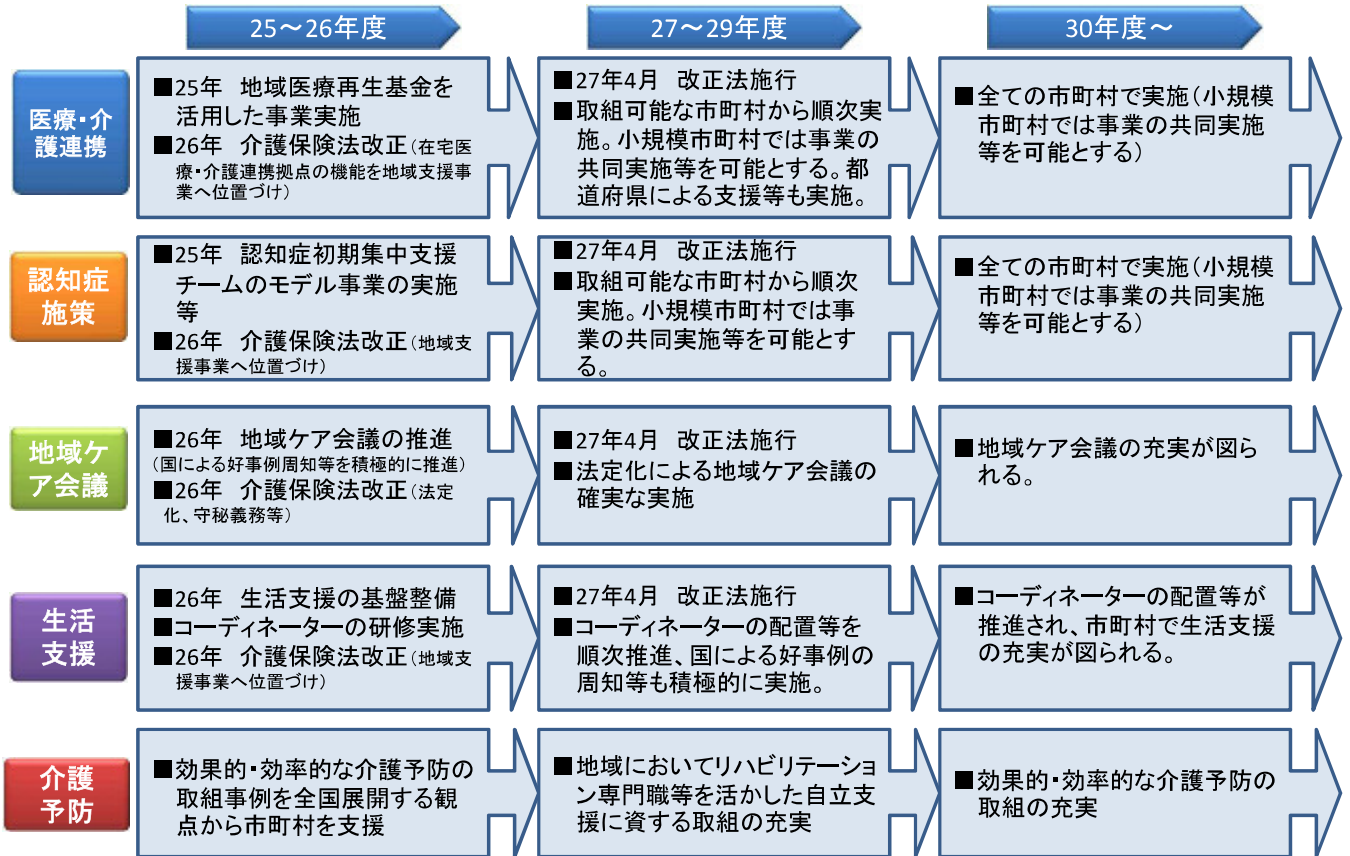 25～26年度
27～29年度
30年度～
医療・介
護連携
■25年　地域医療再生基金を
活用した事業実施
■26年　介護保険法改正(在宅医
療・介護連携拠点の機能を地域支援事
業へ位置づけ)
■27年4月　改正法施行
■取組可能な市町村から順次実
施。小規模市町村では事業の
共同実施等を可能とする。都
道府県による支援等も実施。
■全ての市町村で実施(小規模
市町村では事業の共同実施
等を可能とする)
認知症
施策
■25年　認知症初期集中支援
チームのモデル事業の実施
等
■26年　介護保険法改正(地域支
援事業へ位置づけ)
■27年4月　改正法施行
■取組可能な市町村から順次
実施。小規模市町村では事
業の共同実施等を可能とす
る。
■全ての市町村で実施(小規模
市町村では事業の共同実施
等を可能とする)
地域ケ
ア会議
■26年　地域ケア会議の推進
(国による好事例周知等を積極的に推進)
■26年　介護保険法改正(法定
化、守秘義務等)
■27年4月　改正法施行
■法定化による地域ケア会議の
確実な実施
■地域ケア会議の充実が図ら
れる。
生活
支援
■26年　生活支援の基盤整備
■コーディネーターの研修実施
■26年　介護保険法改正(地域支
援事業へ位置づけ)
■27年4月　改正法施行
■コーディネーターの配置等を
順次推進、国による好事例の
周知等も積極的に実施。
■コーディネーターの配置等が
推進され、市町村で生活支援
の充実が図られる。
介護
予防
■効果的・効率的な介護予防の
取組事例を全国展開する観
点から市町村を支援
■地域においてリハビリテーショ
ン専門職等を活かした自立支
援に資する取組の充実
■効果的・効率的な介護予防の
取組の充実